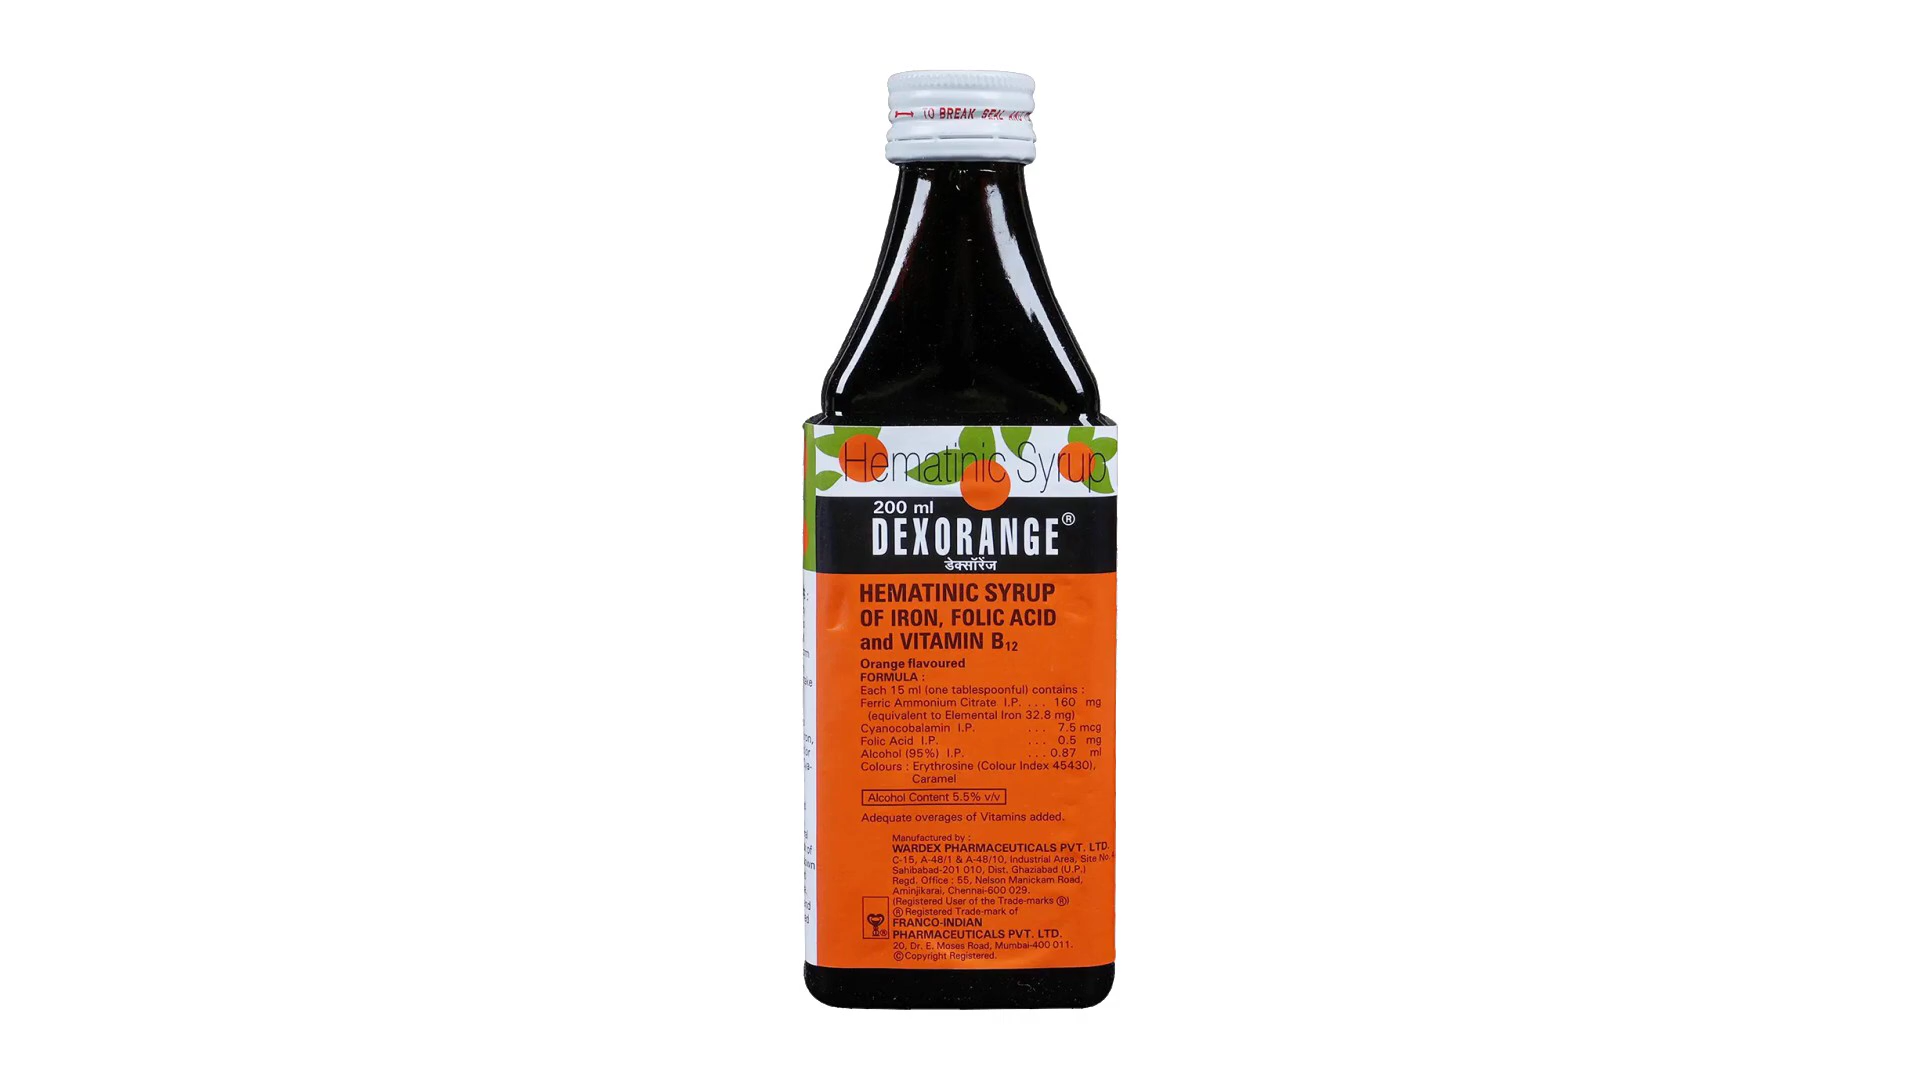 TO BREAK SEAL
Hematinic Syrup
200 ml
DEXORANGE®
डेक्सॉरेंज
HEMATINIC SYRUP
OF IRON, FOLIC ACID
and VITAMIN B12
Orange flavoured
FORMULA :
Each 15 ml (one tablespoonful) contains :
Ferric Ammonium Citrate I.P. . . . 160 mg
(equivalent to Elemental Iron 32.8 mg)
Cyanocobalamin I.P. . . . 7.5 mcg
Folic Acid I.P. . . . 0.5 mg
Alcohol (95%) I.P. . . . 0.87 ml
Colours : Erythrosine (Colour Index 45430),
Caramel
Alcohol Content 5.5% v/v
Adequate overages of Vitamins added.
Manufactured by :
WARDEX PHARMACEUTICALS PVT. LTD.
C-15, A-48/1 & A-48/10, Industrial Area, Site No.
Sahibabad-201 010, Dist. Ghaziabad (U.P.)
Regd. Office : 55, Nelson Manickam Road,
Aminjikarai, Chennai-600 029.
(Registered User of the Trade-marks ®)
® Registered Trade-mark of
FRANCO-INDIAN
PHARMACEUTICALS PVT. LTD.
20, Dr. E. Moses Road, Mumbai-400 011.
© Copyright Registered.